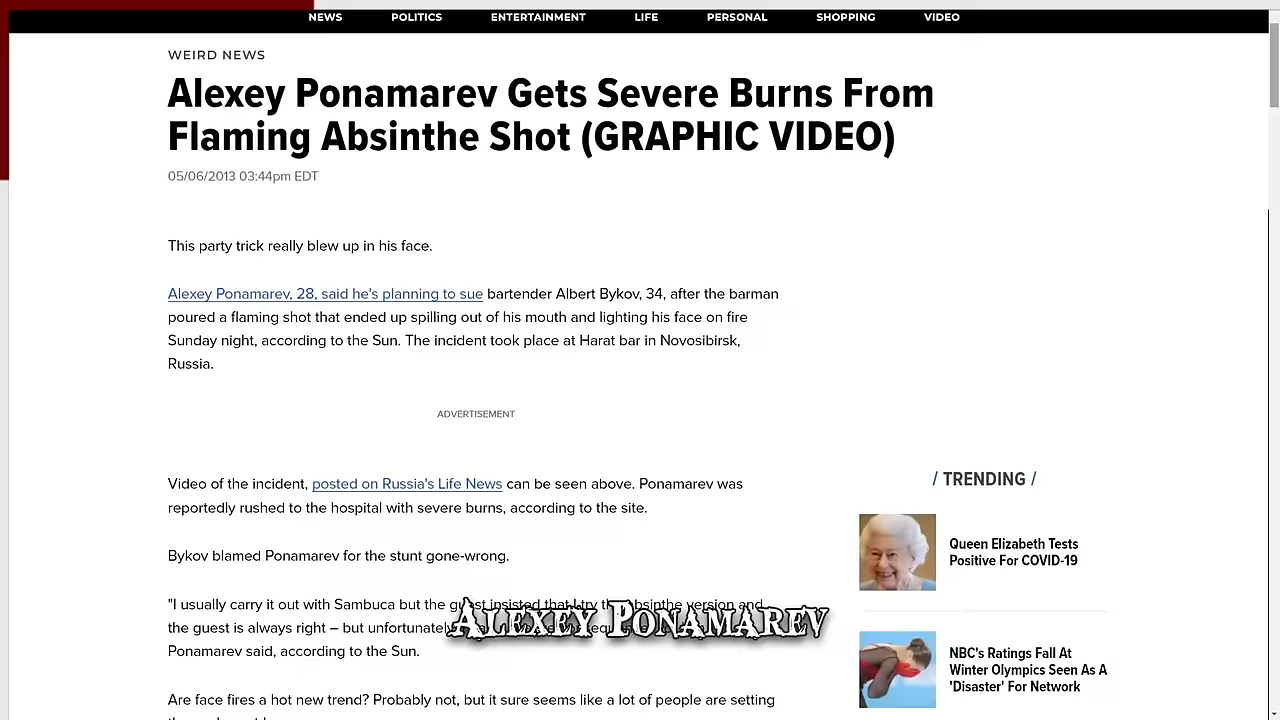 NEWS POLITICS ENTERTAINMENT LIFE PERSONAL SHOPPING VIDEO
WEIRD NEWS
Alexey Ponamarev Gets Severe Burns From
Flaming Absinthe Shot (GRAPHIC VIDEO)
05/06/2013 03:44pm EDT
This party trick really blew up in his face.
Alexey Ponamarev, 28, said he's planning to sue bartender Albert Bykov, 34, after the barman
poured a flaming shot that ended up spilling out of his mouth and lighting his face on fire
Sunday night, according to the Sun. The incident took place at Harat bar in Novosibirsk,
Russia.
ADVERTISEMENT
Video of the incident, posted on Russia's Life News can be seen above. Ponamarev was
reportedly rushed to the hospital with severe burns, according to the site.
Bykov blamed Ponamarev for the stunt gone-wrong.
"I usually carry it out with Sambuca but the guest insisted that I try the absinthe version and
the guest is always right – but unfortunately
Ponamarev said, according to the Sun.
Are face fires a hot new trend? Probably not, but it sure seems like a lot of people are setting
/ TRENDING /
Queen Elizabeth Tests
Positive For COVID-19
NBC's Ratings Fall At
Winter Olympics Seen As A
'Disaster' For Network
ALEXEY PONAMAREV